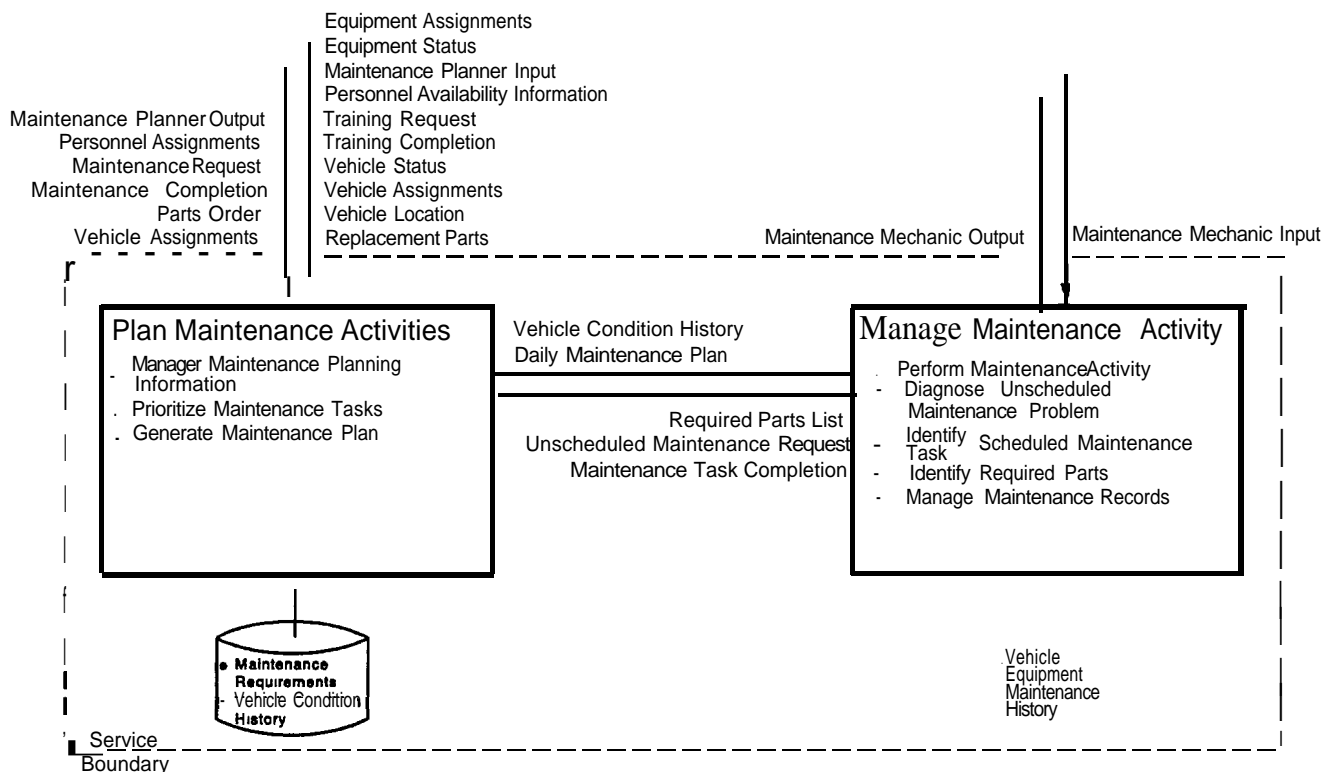 Equipment Assignments
Equipment Status
Maintenance Planner Input
Personnel Availability Information
Training Request
Training Completion
Vehicle Status
Vehicle Assignments
Vehicle Location
Replacement Parts
Maintenance Planner Output
Personnel Assignments
Maintenance Request
Maintenance Completion
Parts Order
Vehicle Assignments
Maintenance Mechanic Output
Maintenance Mechanic Input
Plan Maintenance Activities
- Manager Maintenance Planning
Information
. Prioritize Maintenance Tasks
. Generate Maintenance Plan
Vehicle Condition History
Daily Maintenance Plan
Required Parts List
Unscheduled Maintenance Request
Maintenance Task Completion
Manage Maintenance Activity
. Perform Maintenance Activity
- Diagnose Unscheduled
Maintenance Problem
- Identify Scheduled Maintenance
Task
- Identify Required Parts
- Manage Maintenance Records
• Maintenance
Requirements
- Vehicle Condition
History
Vehicle
Equipment
Maintenance
History
Service
Boundary